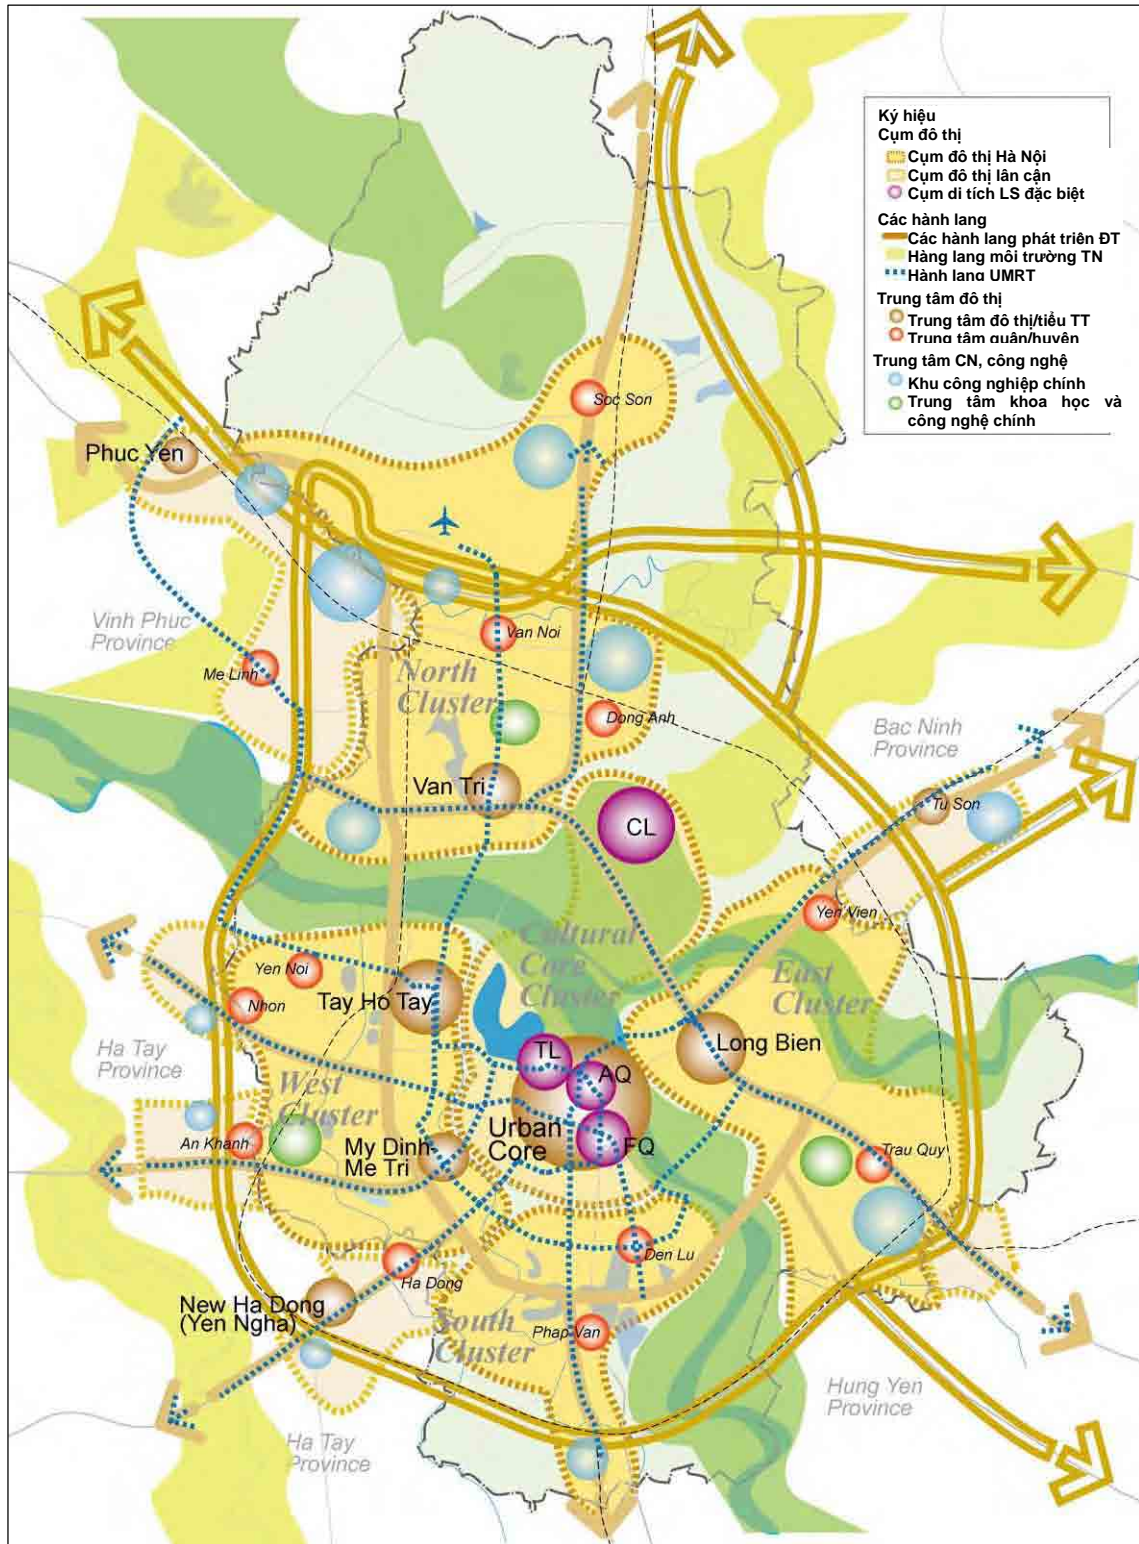 Ký hiệu
Cụm đô thị
Cụm đô thị Hà Nội
Cụm đô thị lân cận
Cụm di tích LS đặc biệt
Các hành lang
Các hành lang phát triên ĐT
Hàng lang môi trường TN
Hành lang UMRT
Trung tâm đô thị
Trung tâm đô thị/tiểu TT
Trung tâm quận/huyện
Trung tâm CN, công nghệ
Khu công nghiệp chính
Trung tâm khoa học và
công nghệ chính
Soc Son
Phuc Yen
Vinh Phuc
Province
Van Noi
Me Linh
North
Cluster
Dong Anh
Bac Ninh
Province
Van Tri
Tu Son
CL
Yen Vien
Cultural
Core
Cluster
East
Cluster
Yen Noi
Tay Ho Tay
Nhon
Long Bien
Ha Tay
Province
TL
AQ
West
Cluster
Urban
Core
FQ
An Khanh
My Dinh-
Me Tri
Trau Quy
Den Lu
Ha Dong
New Ha Dong
(Yen Ngha)
South
Cluster
Phap Van
Hung Yen
Province
Ha Tay
Province